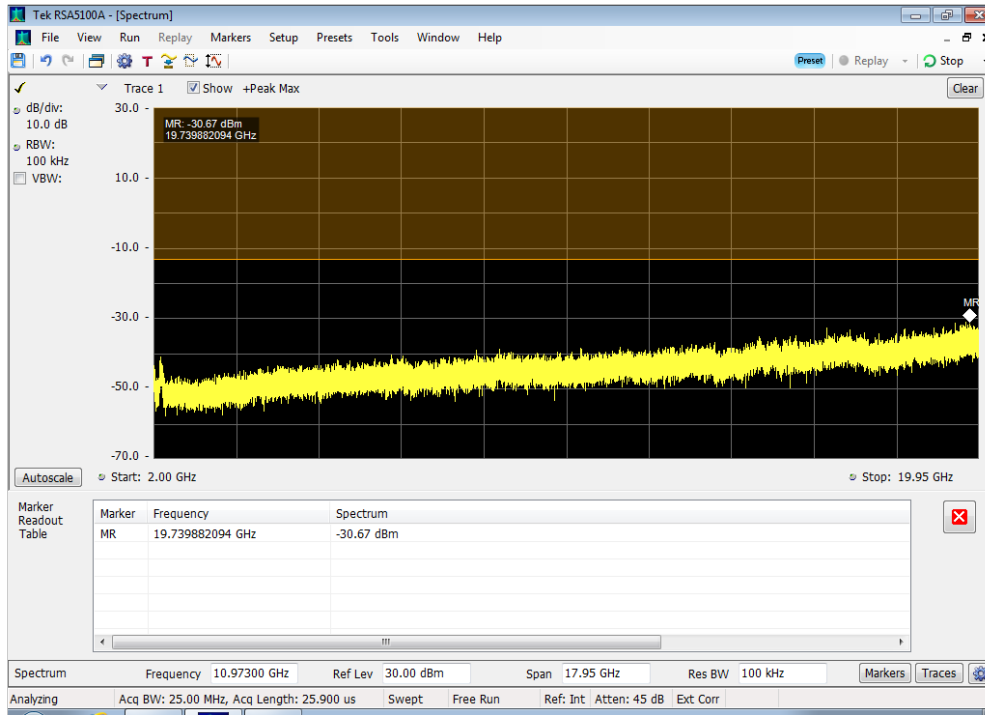 Tek RSA5100A - [Spectrum]
File View Run Replay Markers Setup Presets Tools Window Help
T Preset Replay Stop
Trace 1 Show +Peak Max Clear
dB/div:
10.0 dB
RBW:
100 kHz
VBW:
30.0 -
MR: -30.67 dBm
19.739882094 GHz
10.0 -
-10.0 -
-30.0 -
MR
-50.0 -
-70.0 -
Autoscale Start: 2.00 GHz Stop: 19.95 GHz
Marker
Readout
Table
Marker Frequency Spectrum
MR 19.739882094 GHz -30.67 dBm
Spectrum Frequency 10.97300 GHz Ref Lev 30.00 dBm Span 17.95 GHz Res BW 100 kHz Markers Traces
Analyzing Acq BW: 25.00 MHz, Acq Length: 25.900 us Swept Free Run Ref: Int Atten: 45 dB Ext Corr